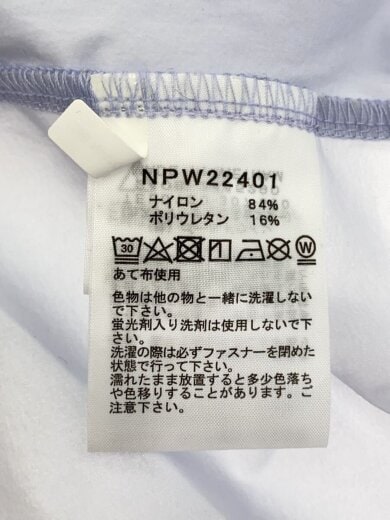 NPW22401
ナイロン 84%
ポリウレタン 16%
30 W
あて布使用
色物は他の物と一緒に洗濯しない
で下さい。
蛍光剤入り洗剤は使用しないで下
さい。
洗濯の際は必ずファスナーを閉めた
状態で行って下さい。
濡れたまま放置すると多少色落ち
や色移りすることがあります。ご
注意下さい。